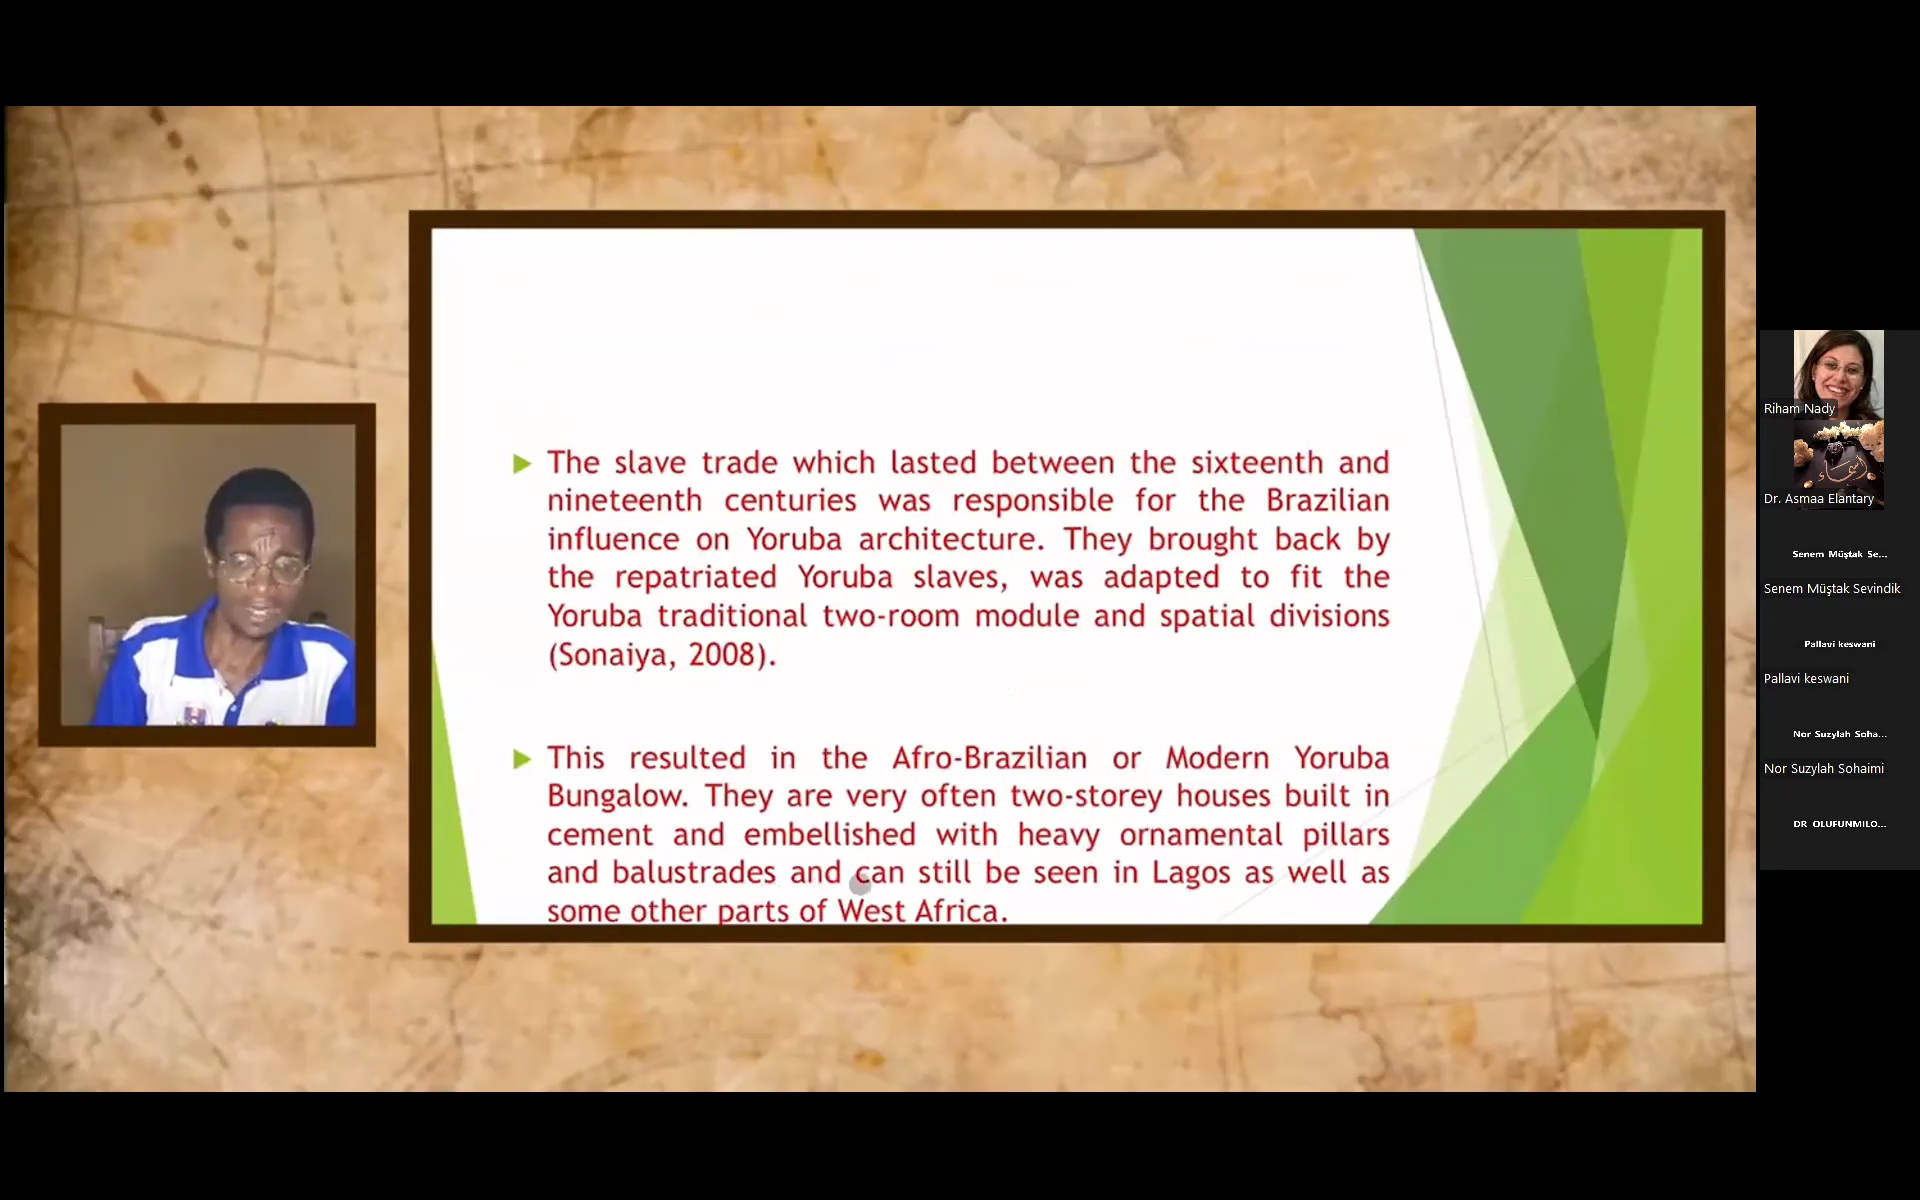 The slave trade which lasted between the sixteenth and
nineteenth centuries was responsible for the Brazilian
influence on Yoruba architecture. They brought back by
the repatriated Yoruba slaves, was adapted to fit the
Yoruba traditional two-room module and spatial divisions
(Sonaiya, 2008).
This resulted in the Afro-Brazilian or Modern Yoruba
Bungalow. They are very often two-storey houses built in
cement and embellished with heavy ornamental pillars
and balustrades and can still be seen in Lagos as well as
some other parts of West Africa.
Riham Nady
أسماء
Dr. Asmaa Elantary
Senem Müştak Se...
Senem Müştak Sevindik
Pallavi keswani
Pallavi keswani
Nor Suzylah Soha...
Nor Suzylah Sohaimi
DR OLUFUNMILO...